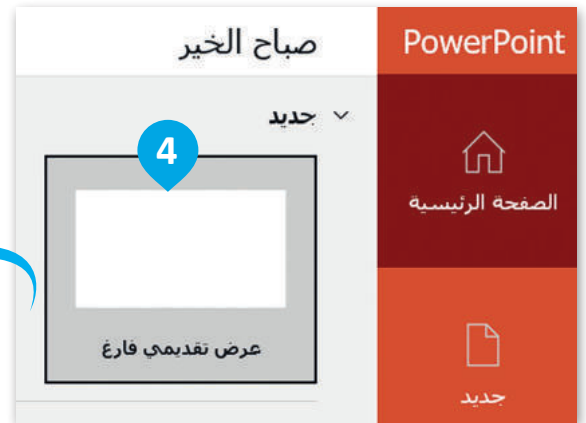 PowerPoint
الصفحة الرئيسية
جديد
صباح الخير
جديد
4
عرض تقديمي فارغ